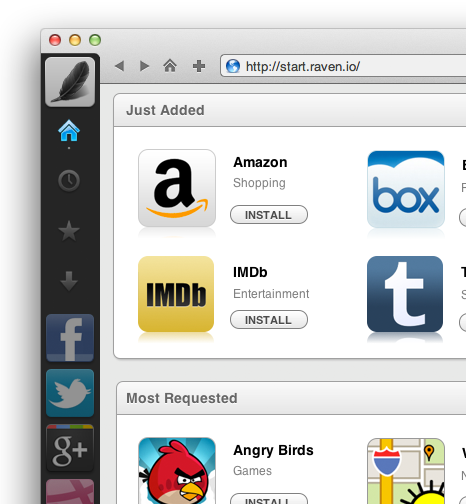 http://start.raven.io/
Just Added
a
Amazon
Shopping
INSTALL
box
IMDb
IMDb
Entertainment
INSTALL
t
f
g+
Most Requested
Angry Birds
Games
INSTALL